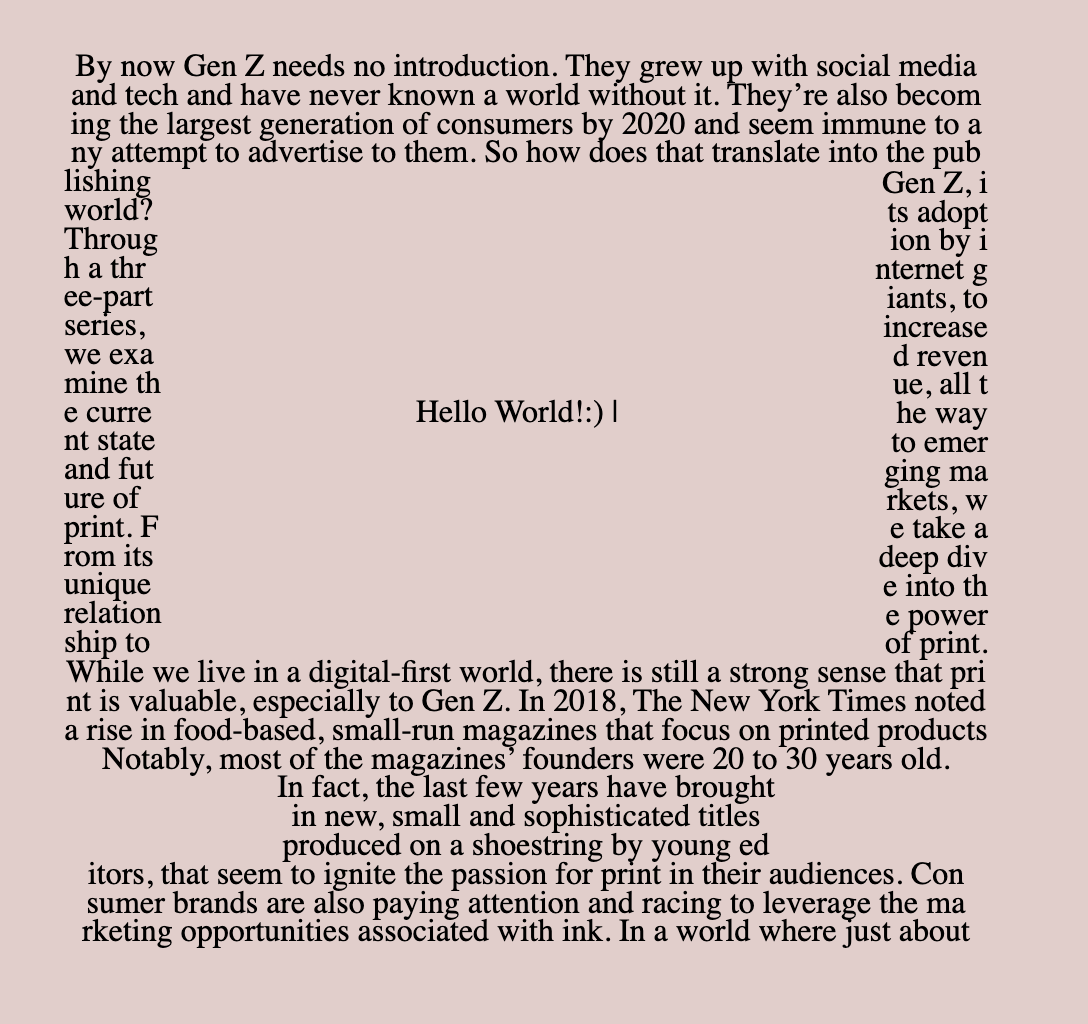 By now Gen Z needs no introduction. They grew up with social media
and tech and have never known a world without it. They’re also becom
ing the largest generation of consumers by 2020 and seem immune to a
ny attempt to advertise to them. So how does that translate into the pub
lishing
world?
Throug
h a thr
ee-part
series,
we exa
mine th
e curre
nt state
and fut
ure of
print. F
rom its
unique
relation
ship to
Hello World!:) |
Gen Z, i
ts adopt
ion by i
nternet g
iants, to
increase
d reven
ue, all t
he way
to emer
ging ma
rkets, w
e take a
deep div
e into th
e power
of print.
While we live in a digital-first world, there is still a strong sense that pri
nt is valuable, especially to Gen Z. In 2018, The New York Times noted
a rise in food-based, small-run magazines that focus on printed products
Notably, most of the magazines’ founders were 20 to 30 years old.
In fact, the last few years have brought
in new, small and sophisticated titles
produced on a shoestring by young ed
itors, that seem to ignite the passion for print in their audiences. Con
sumer brands are also paying attention and racing to leverage the ma
rketing opportunities associated with ink. In a world where just about